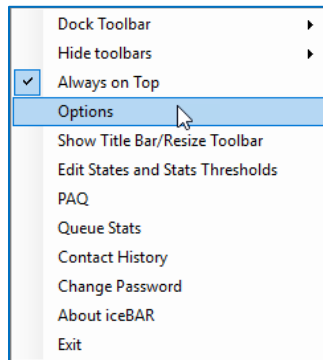 Dock Toolbar
Hide toolbars
Always on Top
Options
Show Title Bar/Resize Toolbar
Edit States and Stats Thresholds
PAQ
Queue Stats
Contact History
Change Password
About iceBAR
Exit